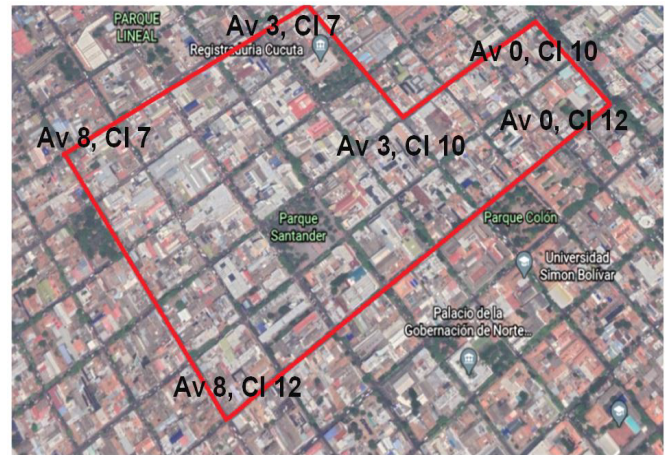 PARQUE
LINEAL
Av 3, Cl 7
Registraduria Cucuta
Av 0, Cl 10
Av 8, Cl 7
Av 3, Cl 10
Av 0, Cl 12
Parque
Santander
Parque Colón
Universidad
Simon Bolívar
Palacio de la
Gobernación de Norte...
Av 8, Cl 12